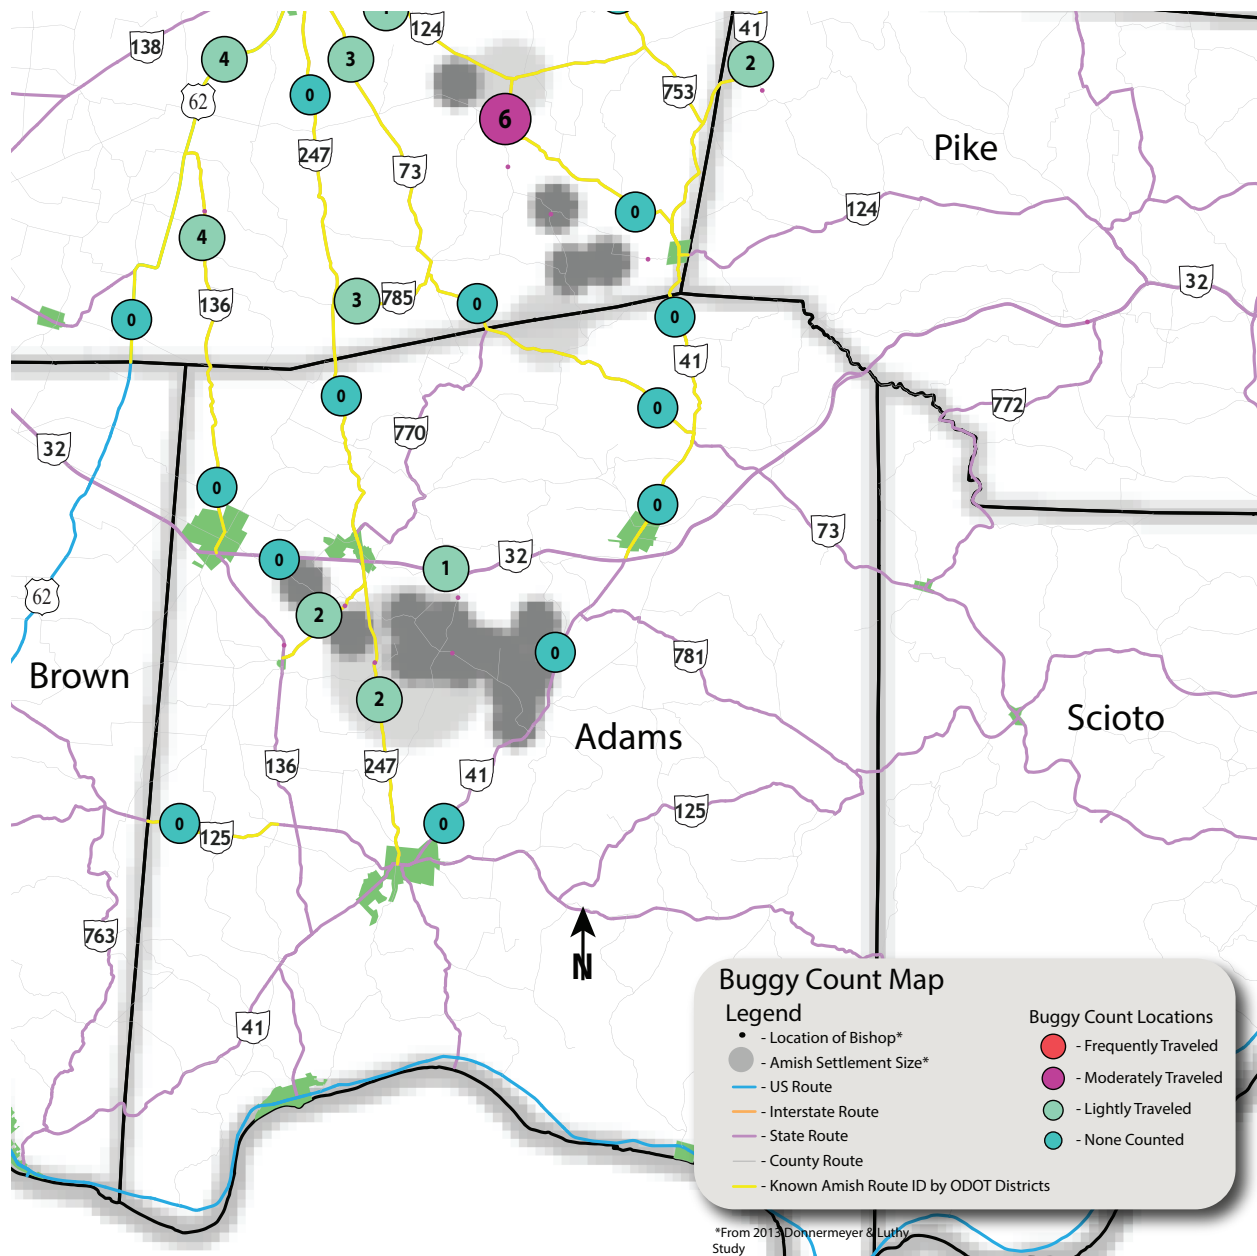 124
41
138
4
3
2
62
0
753
6
247
73
Pike
124
0
4
136
3
785
0
32
0
0
41
0
0
772
770
32
0
0
73
0
1
32
62
2
0
781
Brown
2
Scioto
Adams
136
247
41
125
0
125
0
763
N
41
Buggy Count Map
Legend
- Location of Bishop*
- Amish Settlement Size*
- US Route
- Interstate Route
- State Route
- County Route
- Known Amish Route ID by ODOT Districts
Buggy Count Locations
- Frequently Traveled
- Moderately Traveled
- Lightly Traveled
- None Counted
*From 2013 Donnermeyer & Luthy
Study